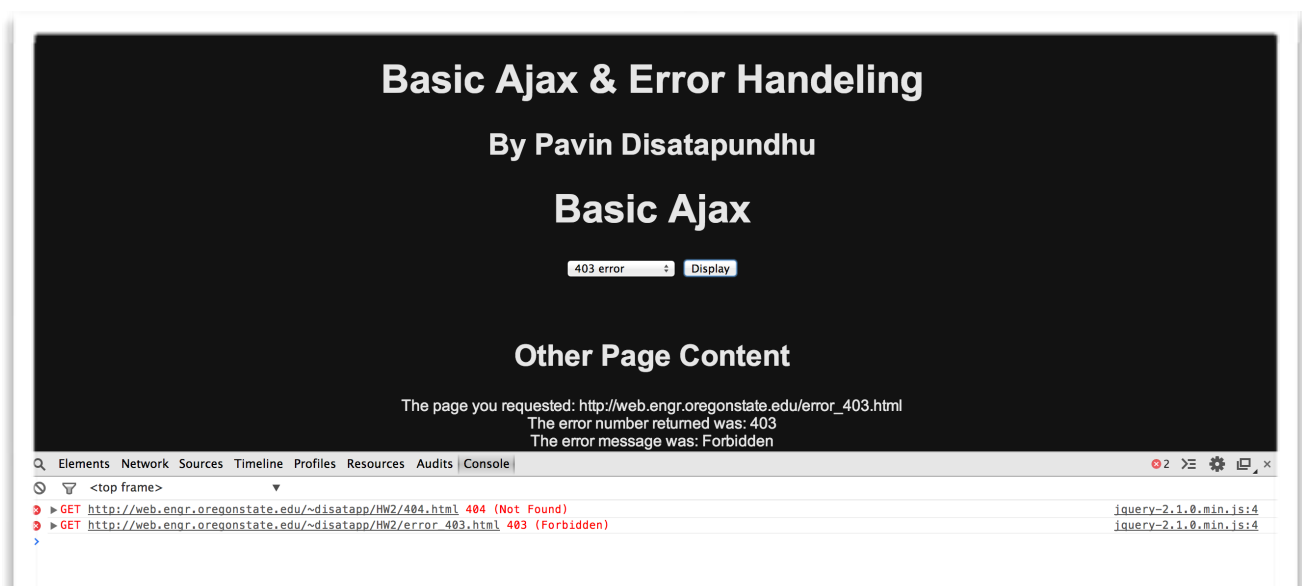 Basic Ajax & Error Handeling
By Pavin Disatapundhu
Basic Ajax
403 error Display
Other Page Content
The page you requested: http://web.engr.oregonstate.edu/error_403.html
The error number returned was: 403
The error message was: Forbidden
Elements Network Sources Timeline Profiles Resources Audits Console 2
<top frame>
GET http://web.engr.oregonstate.edu/~disatapp/HW2/404.html 404 (Not Found) jquery-2.1.0.min.js:4
GET http://web.engr.oregonstate.edu/~disatapp/HW2/error_403.html 403 (Forbidden) jquery-2.1.0.min.js:4